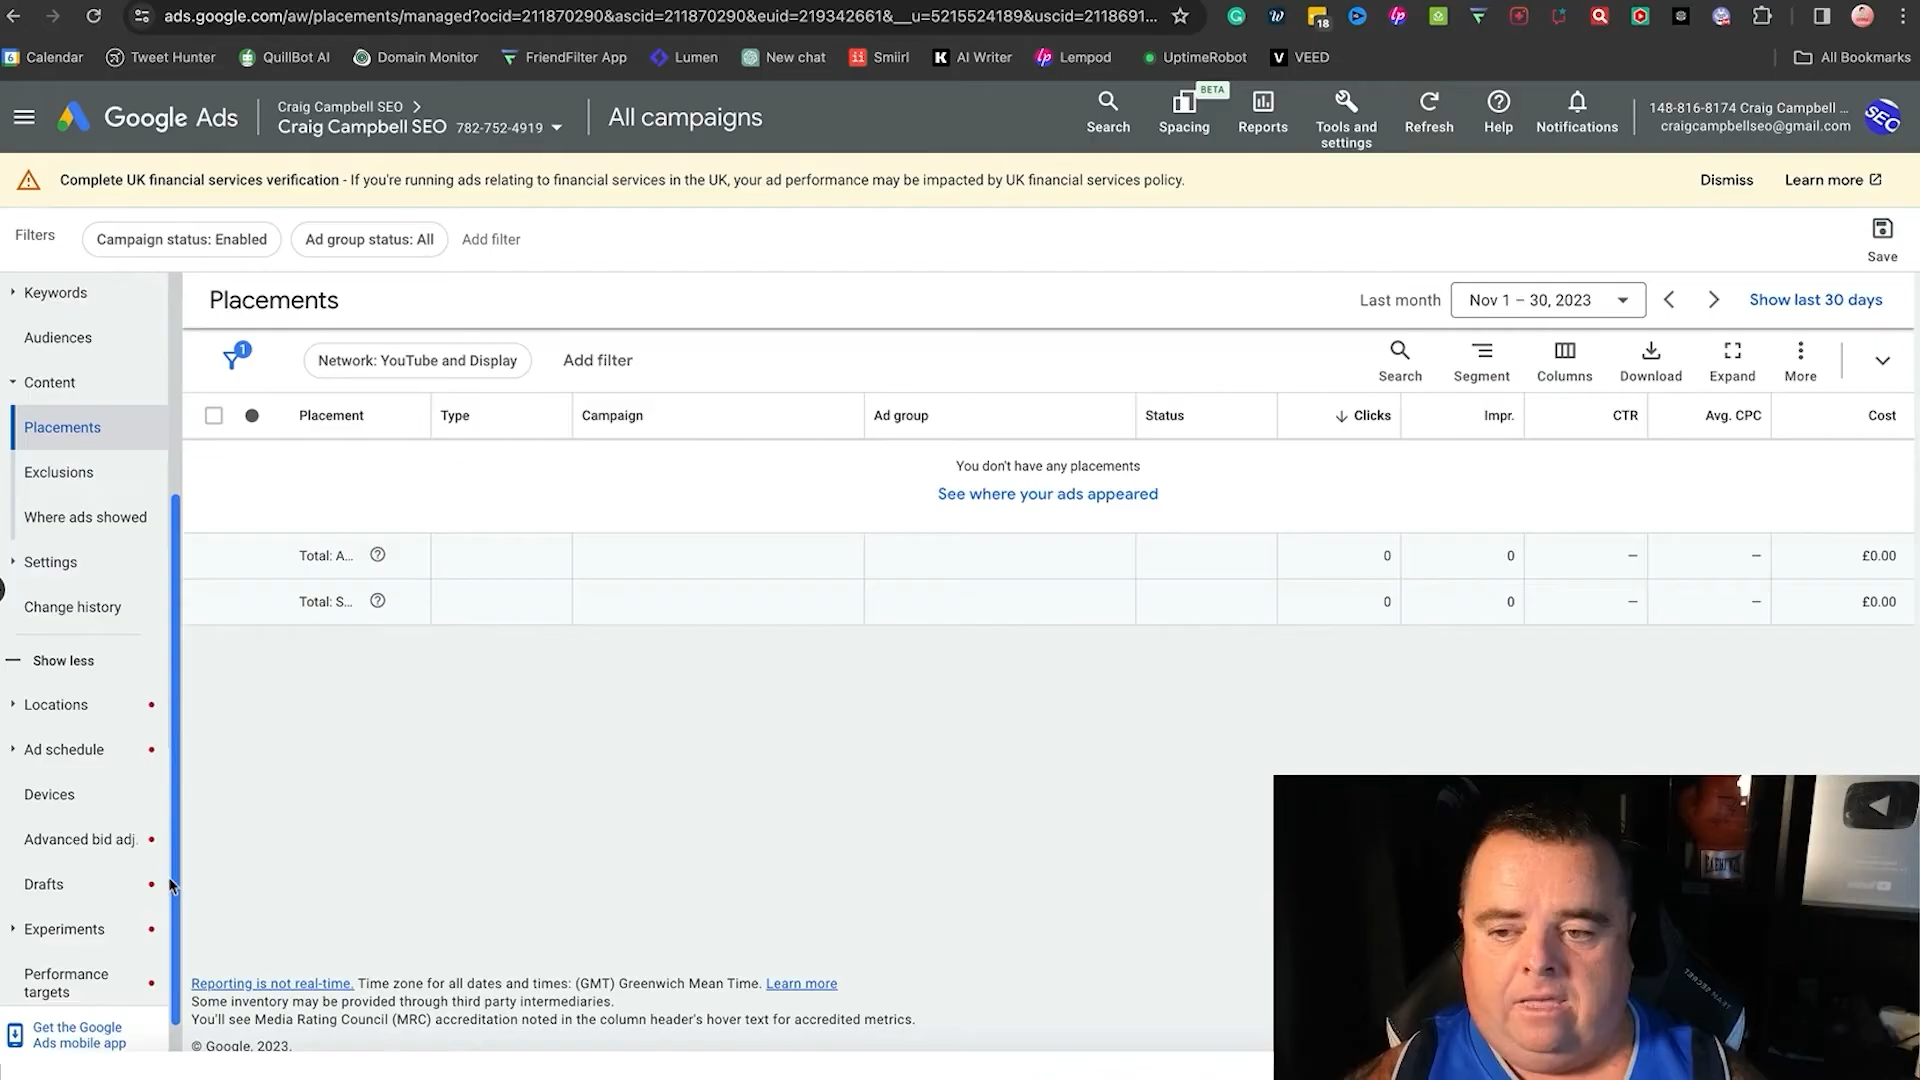 ads.google.com/aw/placements/managed?ocid=211870290&ascid=211870290&euid=219342661&__u=5215524189&uscid=2118691...
18
Calendar
Tweet Hunter
QuillBot AI
Domain Monitor
FriendFilter App
Lumen
New chat
Smiirl
AI Writer
Lempod
UptimeRobot
VEED
All Bookmarks
Google Ads
Craig Campbell SEO
Craig Campbell SEO 782-752-4919
All campaigns
Search
BETA
Spacing
Reports
Tools and settings
Refresh
Help
Notifications
148-816-8174 Craig Campbell ...
craigcampbellseo@gmail.com
SEO
Complete UK financial services verification - If you're running ads relating to financial services in the UK, your ad performance may be impacted by UK financial services policy.
Dismiss
Learn more
Filters
Campaign status: Enabled
Ad group status: All
Add filter
Save
Keywords
Audiences
Content
Placements
Exclusions
Where ads showed
Settings
Change history
Show less
Locations
Ad schedule
Devices
Advanced bid adj.
Drafts
Experiments
Performance targets
Get the Google Ads mobile app
Placements
Last month
Nov 1 – 30, 2023
Show last 30 days
1
Network: YouTube and Display
Add filter
Search
Segment
Columns
Download
Expand
More
Placement Type Campaign Ad group Status Clicks Impr. CTR Avg. CPC Cost
You don't have any placements
See where your ads appeared
Total: A... 0 0 – – £0.00
Total: S... 0 0 – – £0.00
Reporting is not real-time. Time zone for all dates and times: (GMT) Greenwich Mean Time. Learn more
Some inventory may be provided through third party intermediaries.
You'll see Media Rating Council (MRC) accreditation noted in the column header's hover text for accredited metrics.
© Google, 2023.